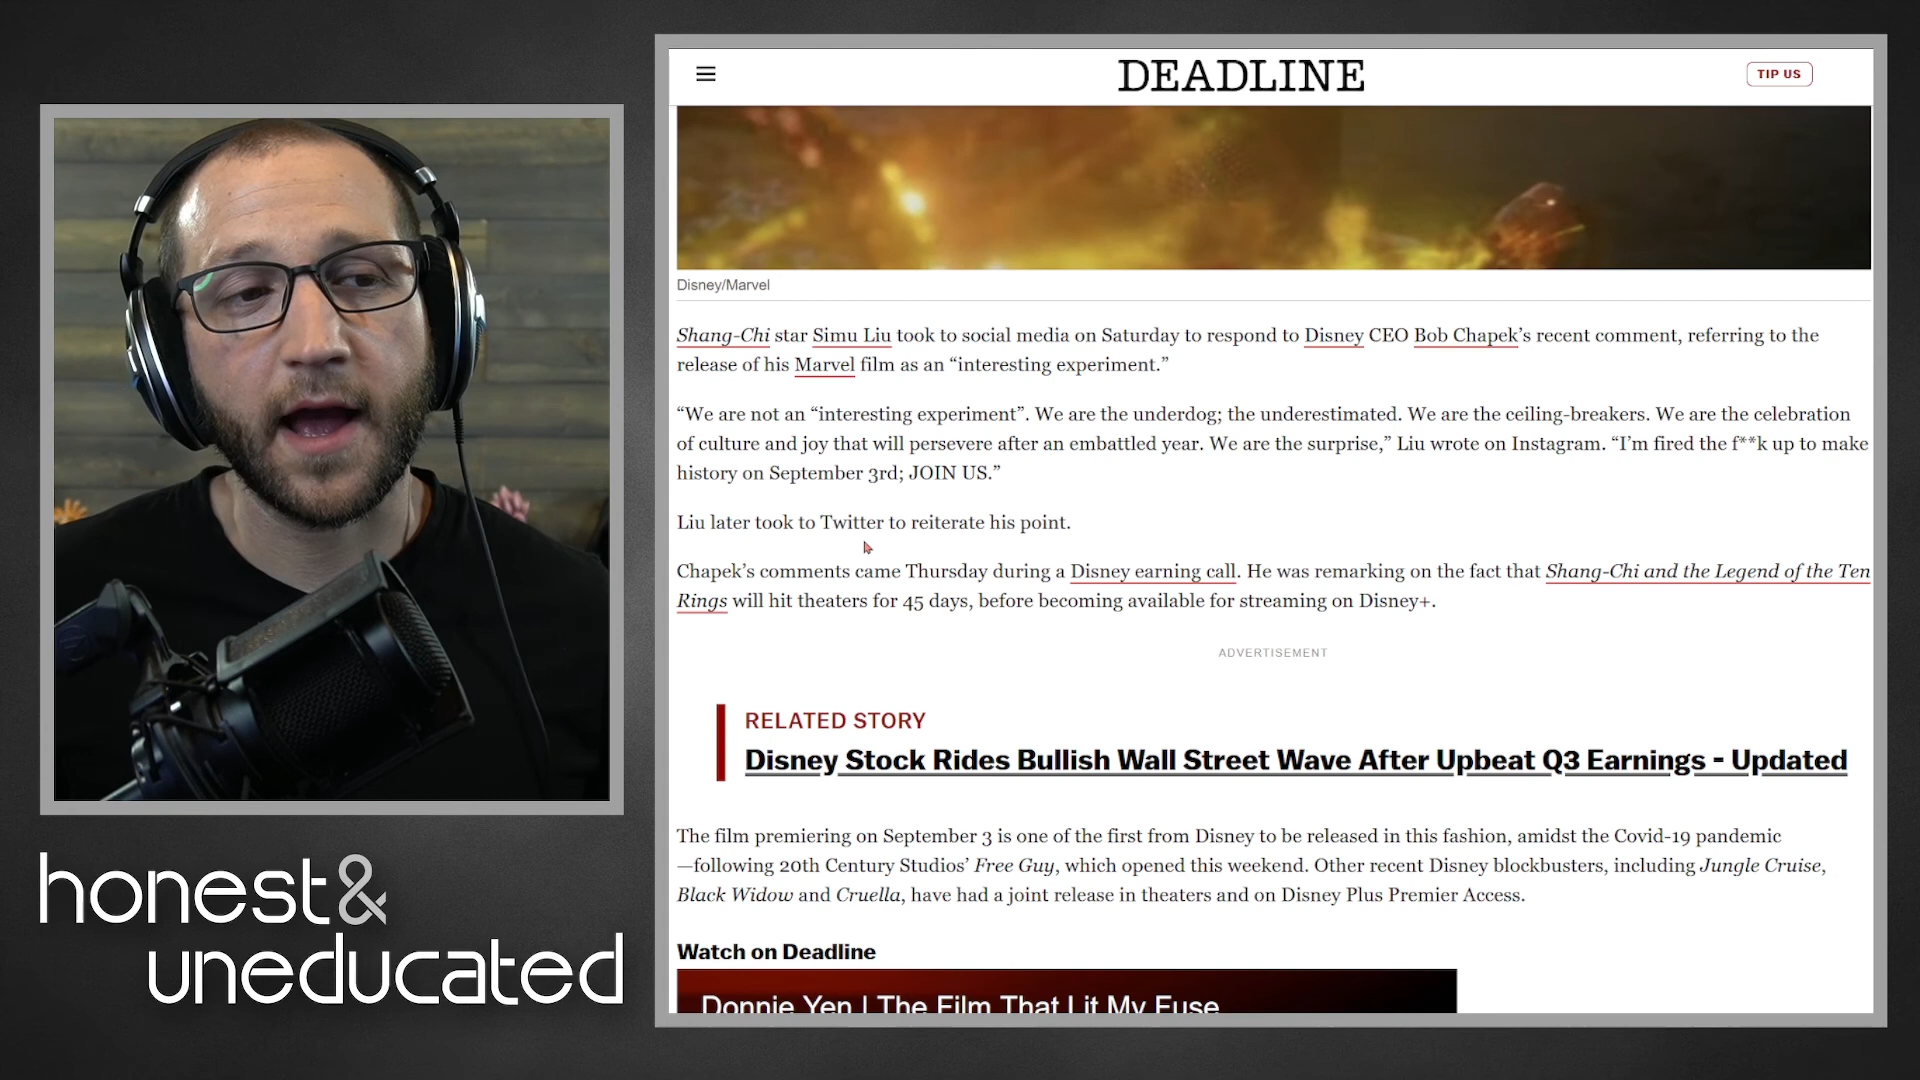 DEADLINE
TIP US
Disney/Marvel
Shang-Chi star Simu Liu took to social media on Saturday to respond to Disney CEO Bob Chapek’s recent comment, referring to the
release of his Marvel film as an “interesting experiment.”
“We are not an “interesting experiment”. We are the underdog; the underestimated. We are the ceiling-breakers. We are the celebration
of culture and joy that will persevere after an embattled year. We are the surprise,” Liu wrote on Instagram. “I’m fired the f**k up to make
history on September 3rd; JOIN US.”
Liu later took to Twitter to reiterate his point.
Chapek’s comments came Thursday during a Disney earning call. He was remarking on the fact that Shang-Chi and the Legend of the Ten
Rings will hit theaters for 45 days, before becoming available for streaming on Disney+.
ADVERTISEMENT
RELATED STORY
Disney Stock Rides Bullish Wall Street Wave After Upbeat Q3 Earnings - Updated
The film premiering on September 3 is one of the first from Disney to be released in this fashion, amidst the Covid-19 pandemic
—following 20th Century Studios’ Free Guy, which opened this weekend. Other recent Disney blockbusters, including Jungle Cruise,
Black Widow and Cruella, have had a joint release in theaters and on Disney Plus Premier Access.
Watch on Deadline
Donnie Yen | The Film That Lit My Fuse
honest&
uneducated